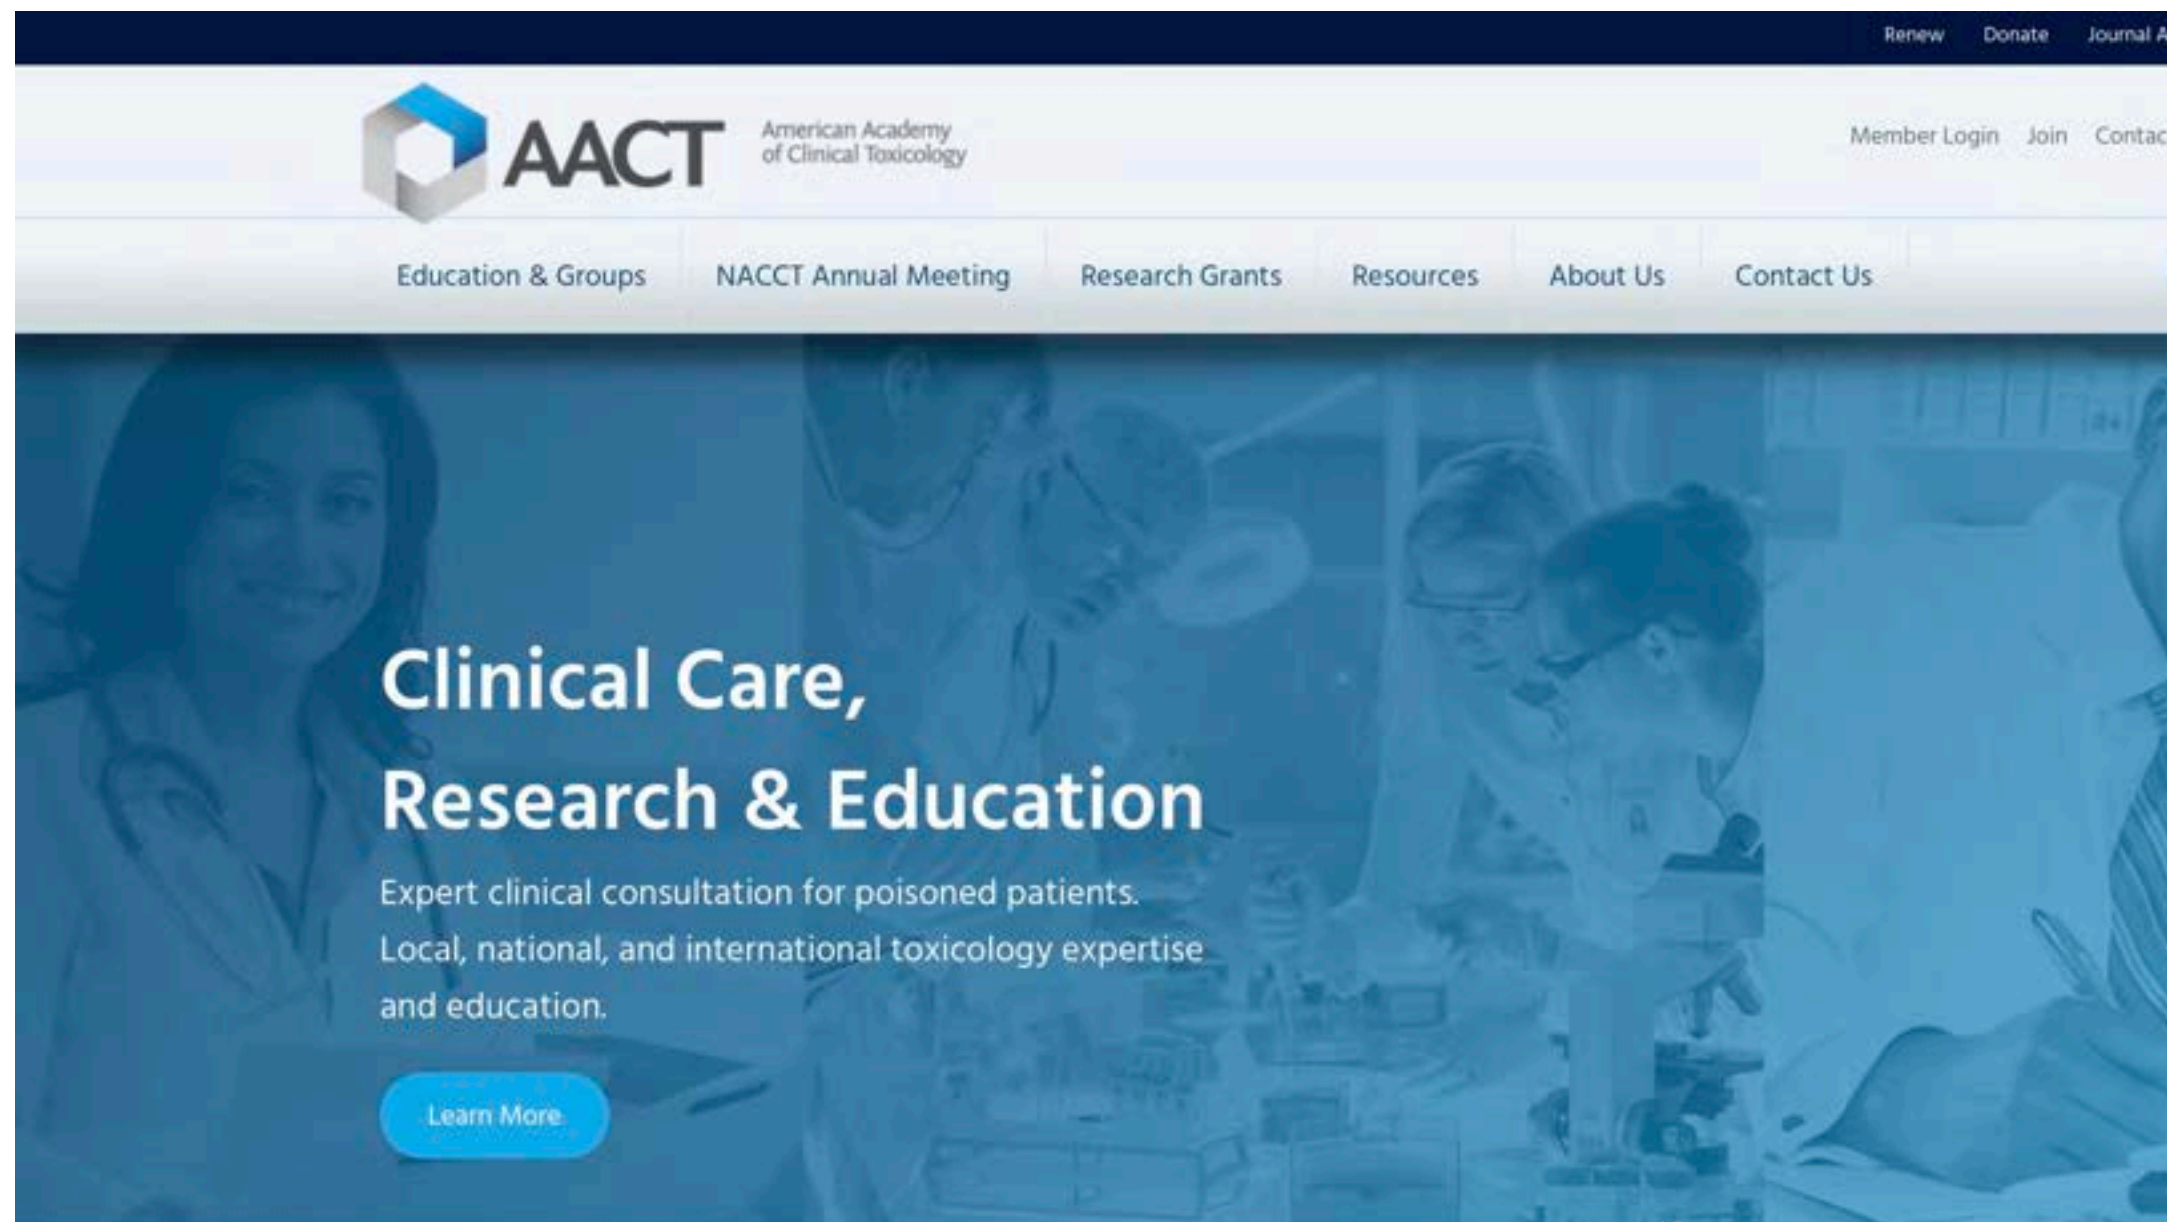 Renew Donate Journal A
AACT
American Academy
of Clinical Toxicology
Member Login Join Contac
Education & Groups NACCT Annual Meeting Research Grants Resources About Us Contact Us
Clinical Care,
Research & Education
Expert clinical consultation for poisoned patients.
Local, national, and international toxicology expertise
and education.
Learn More